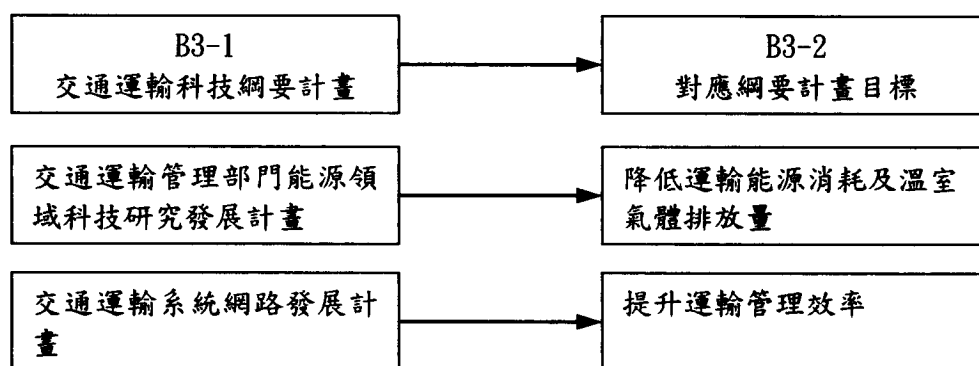 B3-1
交通運輸科技綱要計畫
B3-2
對應綱要計畫目標
交通運輸管理部門能源領
域科技研究發展計畫
降低運輸能源消耗及溫室
氣體排放量
交通運輸系統網路發展計
畫
提升運輸管理效率